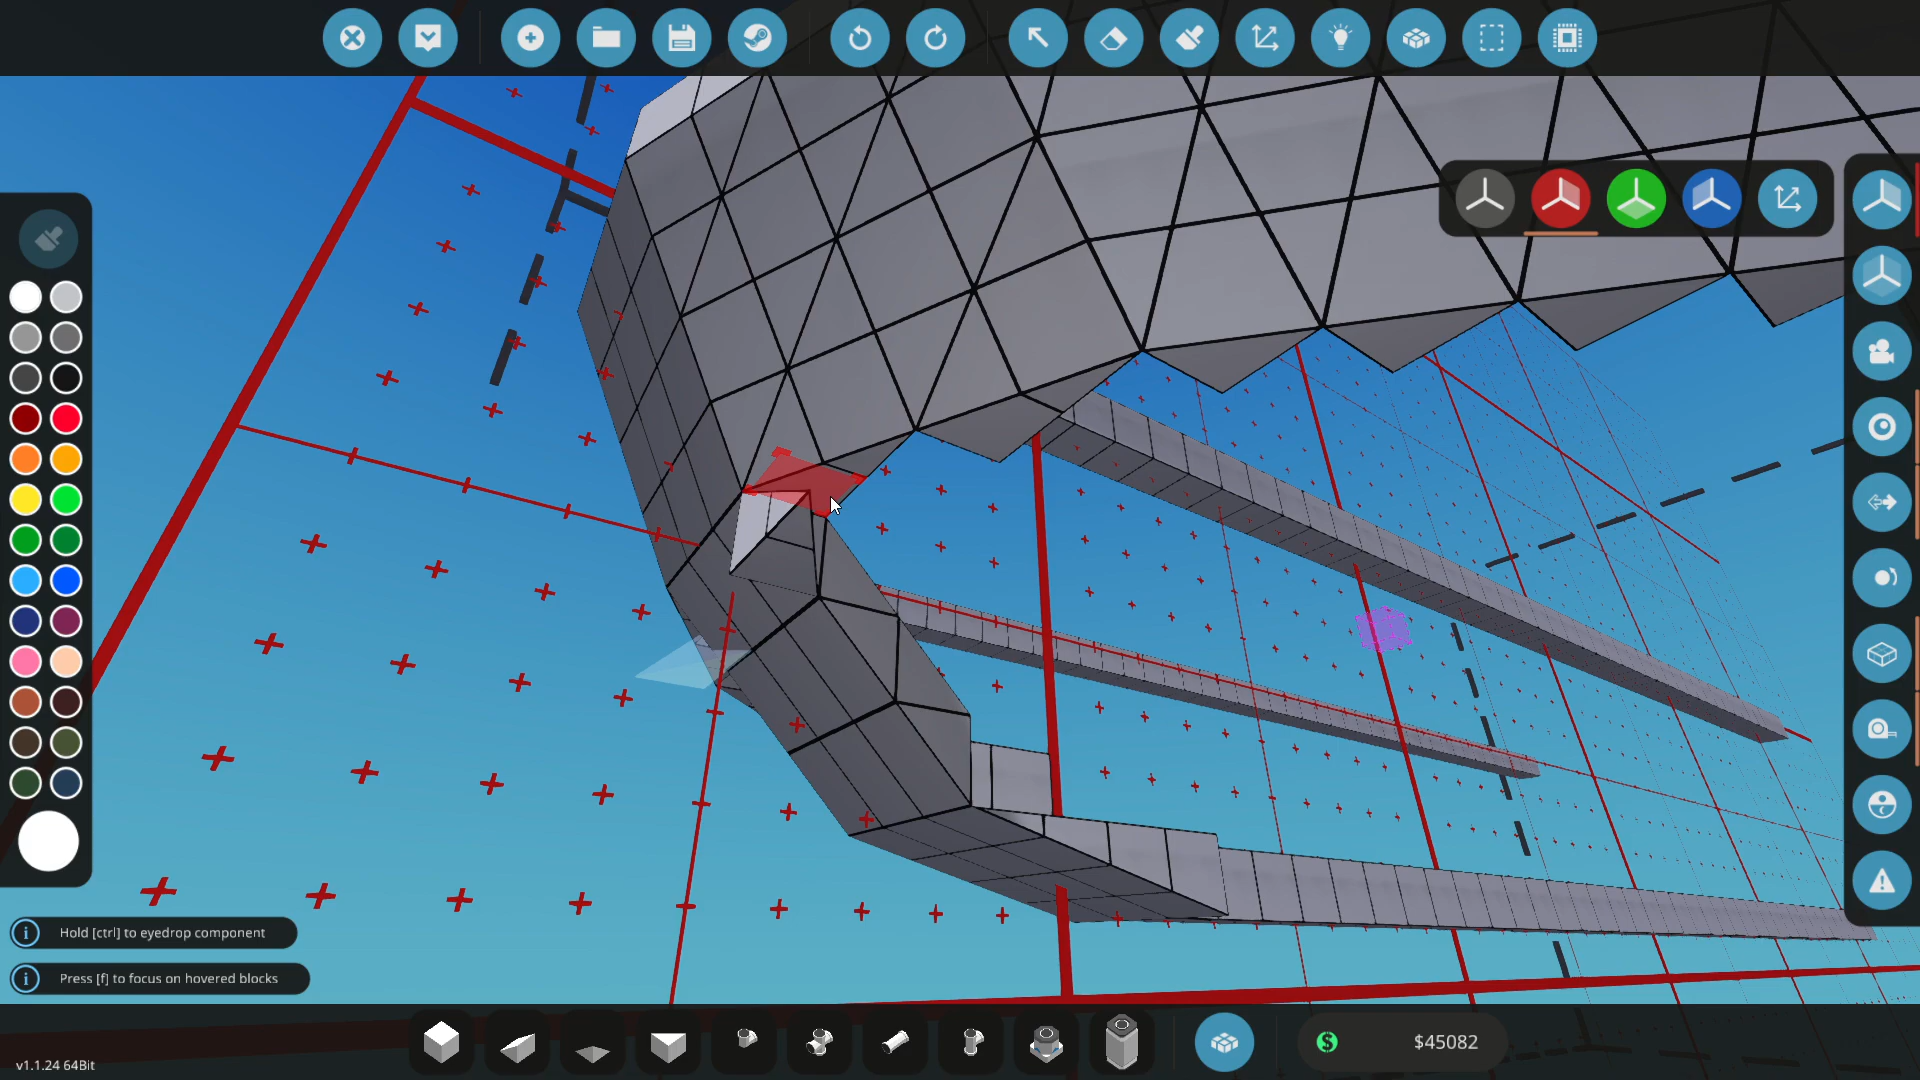 Hold [ctrl] to eyedrop component
Press [f] to focus on hovered blocks
$ $45082
v1.1.24 64Bit